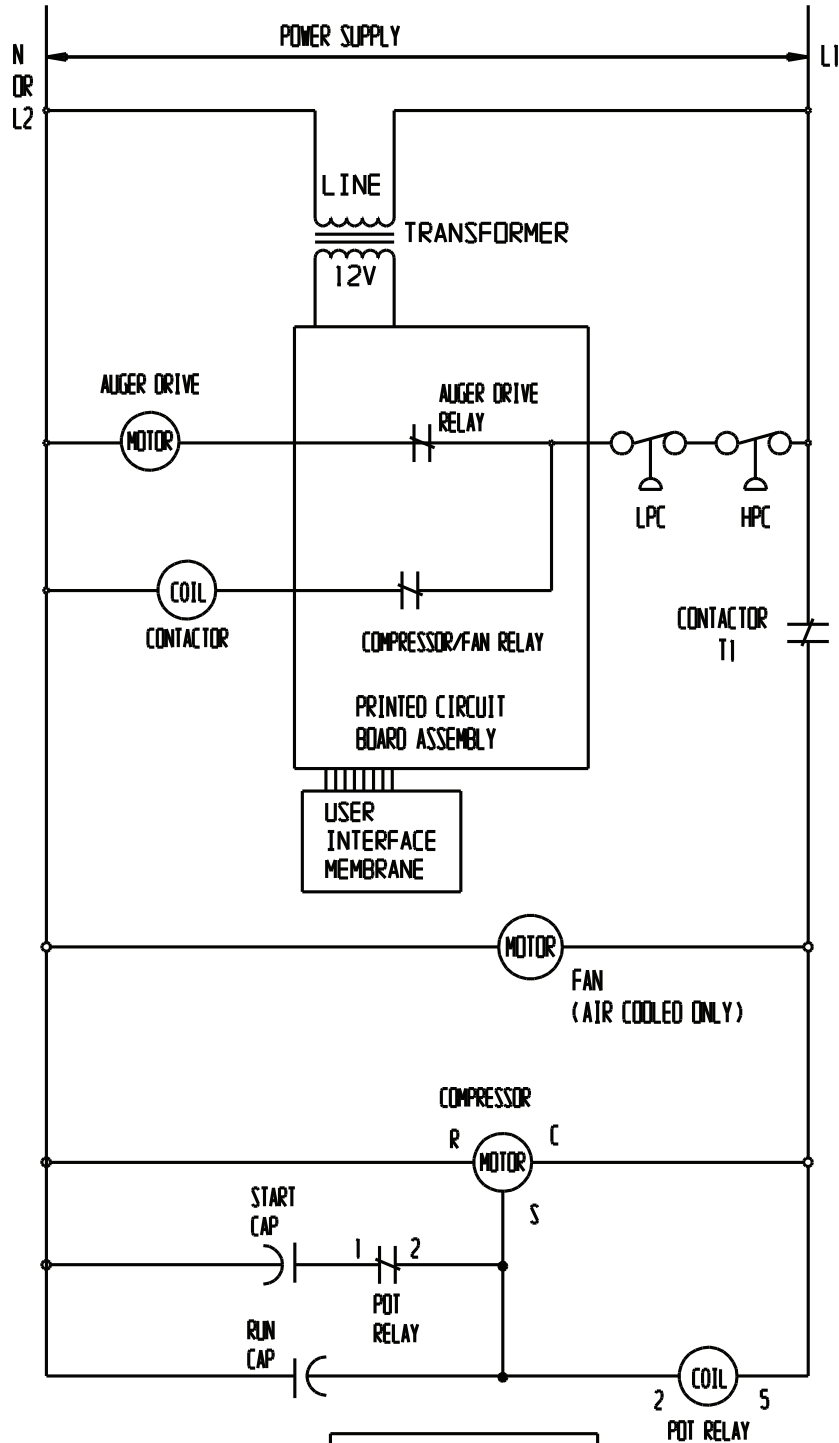 POWER SUPPLY
N
OR
L2
L1
LINE
TRANSFORMER
12V
AUGER DRIVE
MOTOR
AUGER DRIVE
RELAY
LPC
HPC
COIL
CONTACTOR
COMPRESSOR/FAN RELAY
CONTACTOR
T1
PRINTED CIRCUIT
BOARD ASSEMBLY
USER
INTERFACE
MEMBRANE
MOTOR
FAN
(AIR COOLED ONLY)
COMPRESSOR
R
MOTOR
C
S
START
CAP
1
2
POT
RELAY
RUN
CAP
COIL
2
5
POT RELAY